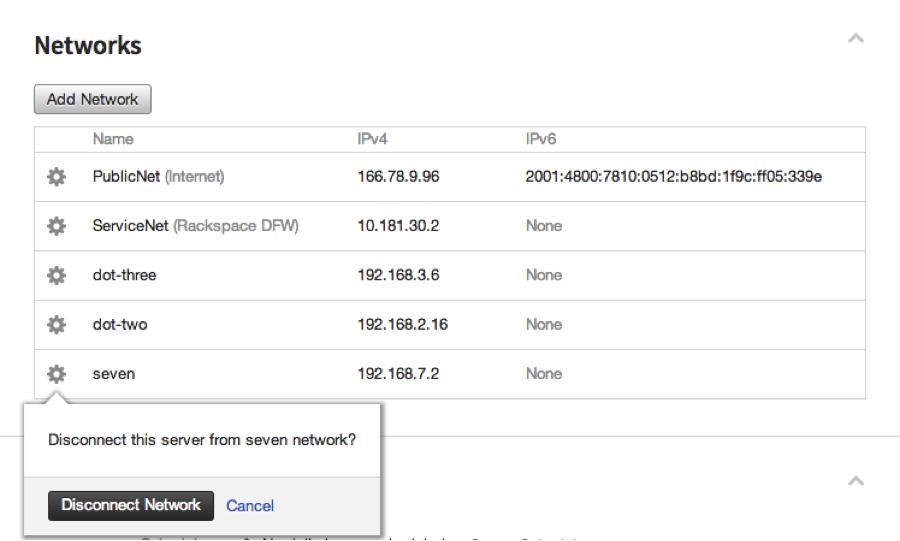 Networks
Add Network
Name IPv4 IPv6
PublicNet (Internet) 166.78.9.96 2001:4800:7810:0512:b8bd:1f9c:ff05:339e
ServiceNet (Rackspace DFW) 10.181.30.2 None
dot-three 192.168.3.6 None
dot-two 192.168.2.16 None
seven 192.168.7.2 None
Disconnect this server from seven network?
Disconnect Network Cancel